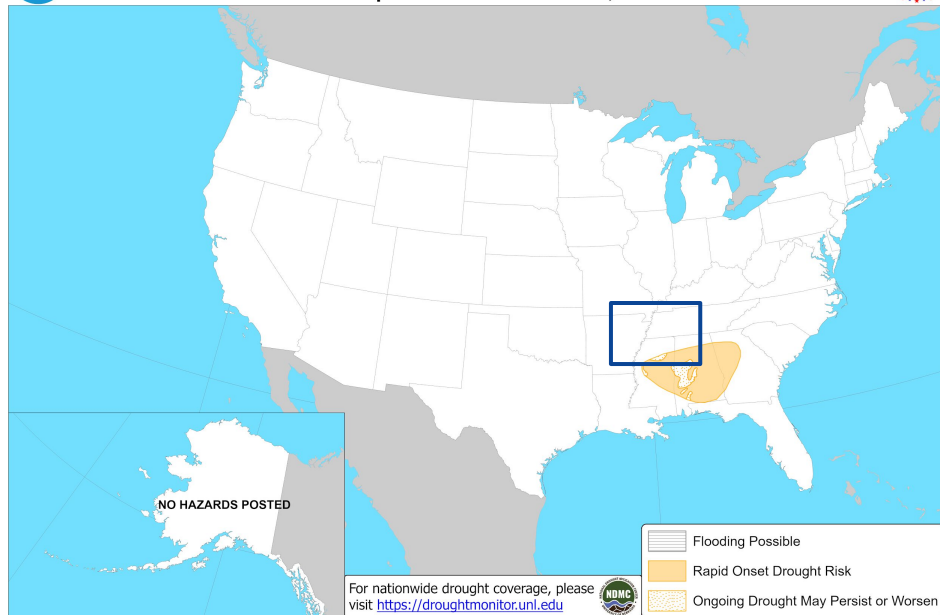 NO HAZARDS POSTED
For nationwide drought coverage, please
visit https://droughtmonitor.unl.edu
NDMC
Flooding Possible
Rapid Onset Drought Risk
Ongoing Drought May Persist or Worsen